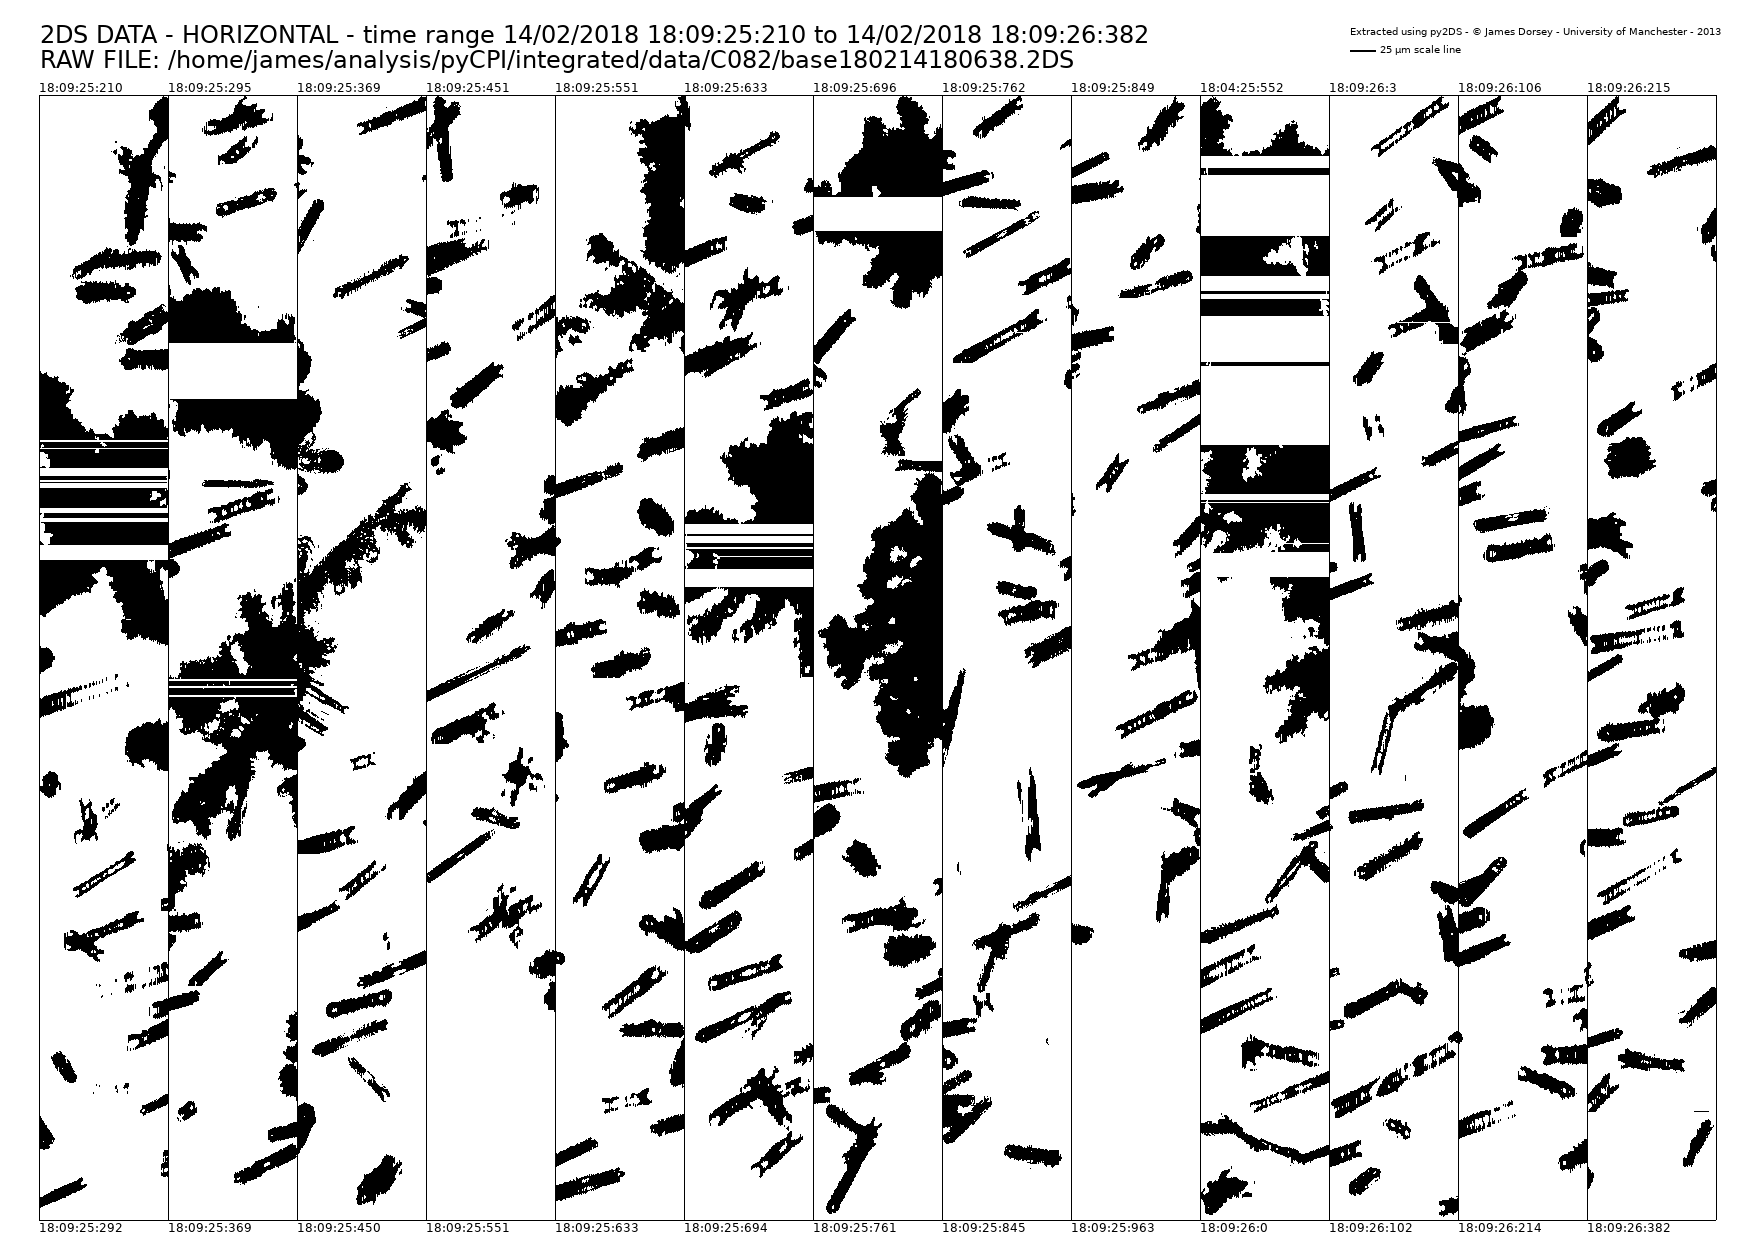 2DS DATA - HORIZONTAL - time range 14/02/2018 18:09:25:210 to 14/02/2018 18:09:26:382
Extracted using py2DS - © James Dorsey - University of Manchester - 2013
25 µm scale line
RAW FILE: /home/james/analysis/pyCPI/integrated/data/C082/base180214180638.2DS
18:09:25:210 18:09:25:295 18:09:25:369 18:09:25:451 18:09:25:551 18:09:25:633 18:09:25:696 18:09:25:762 18:09:25:849 18:04:25:552 18:09:26:3 18:09:26:106 18:09:26:215
18:09:25:292 18:09:25:369 18:09:25:450 18:09:25:551 18:09:25:633 18:09:25:694 18:09:25:761 18:09:25:845 18:09:25:963 18:09:26:0 18:09:26:102 18:09:26:214 18:09:26:382